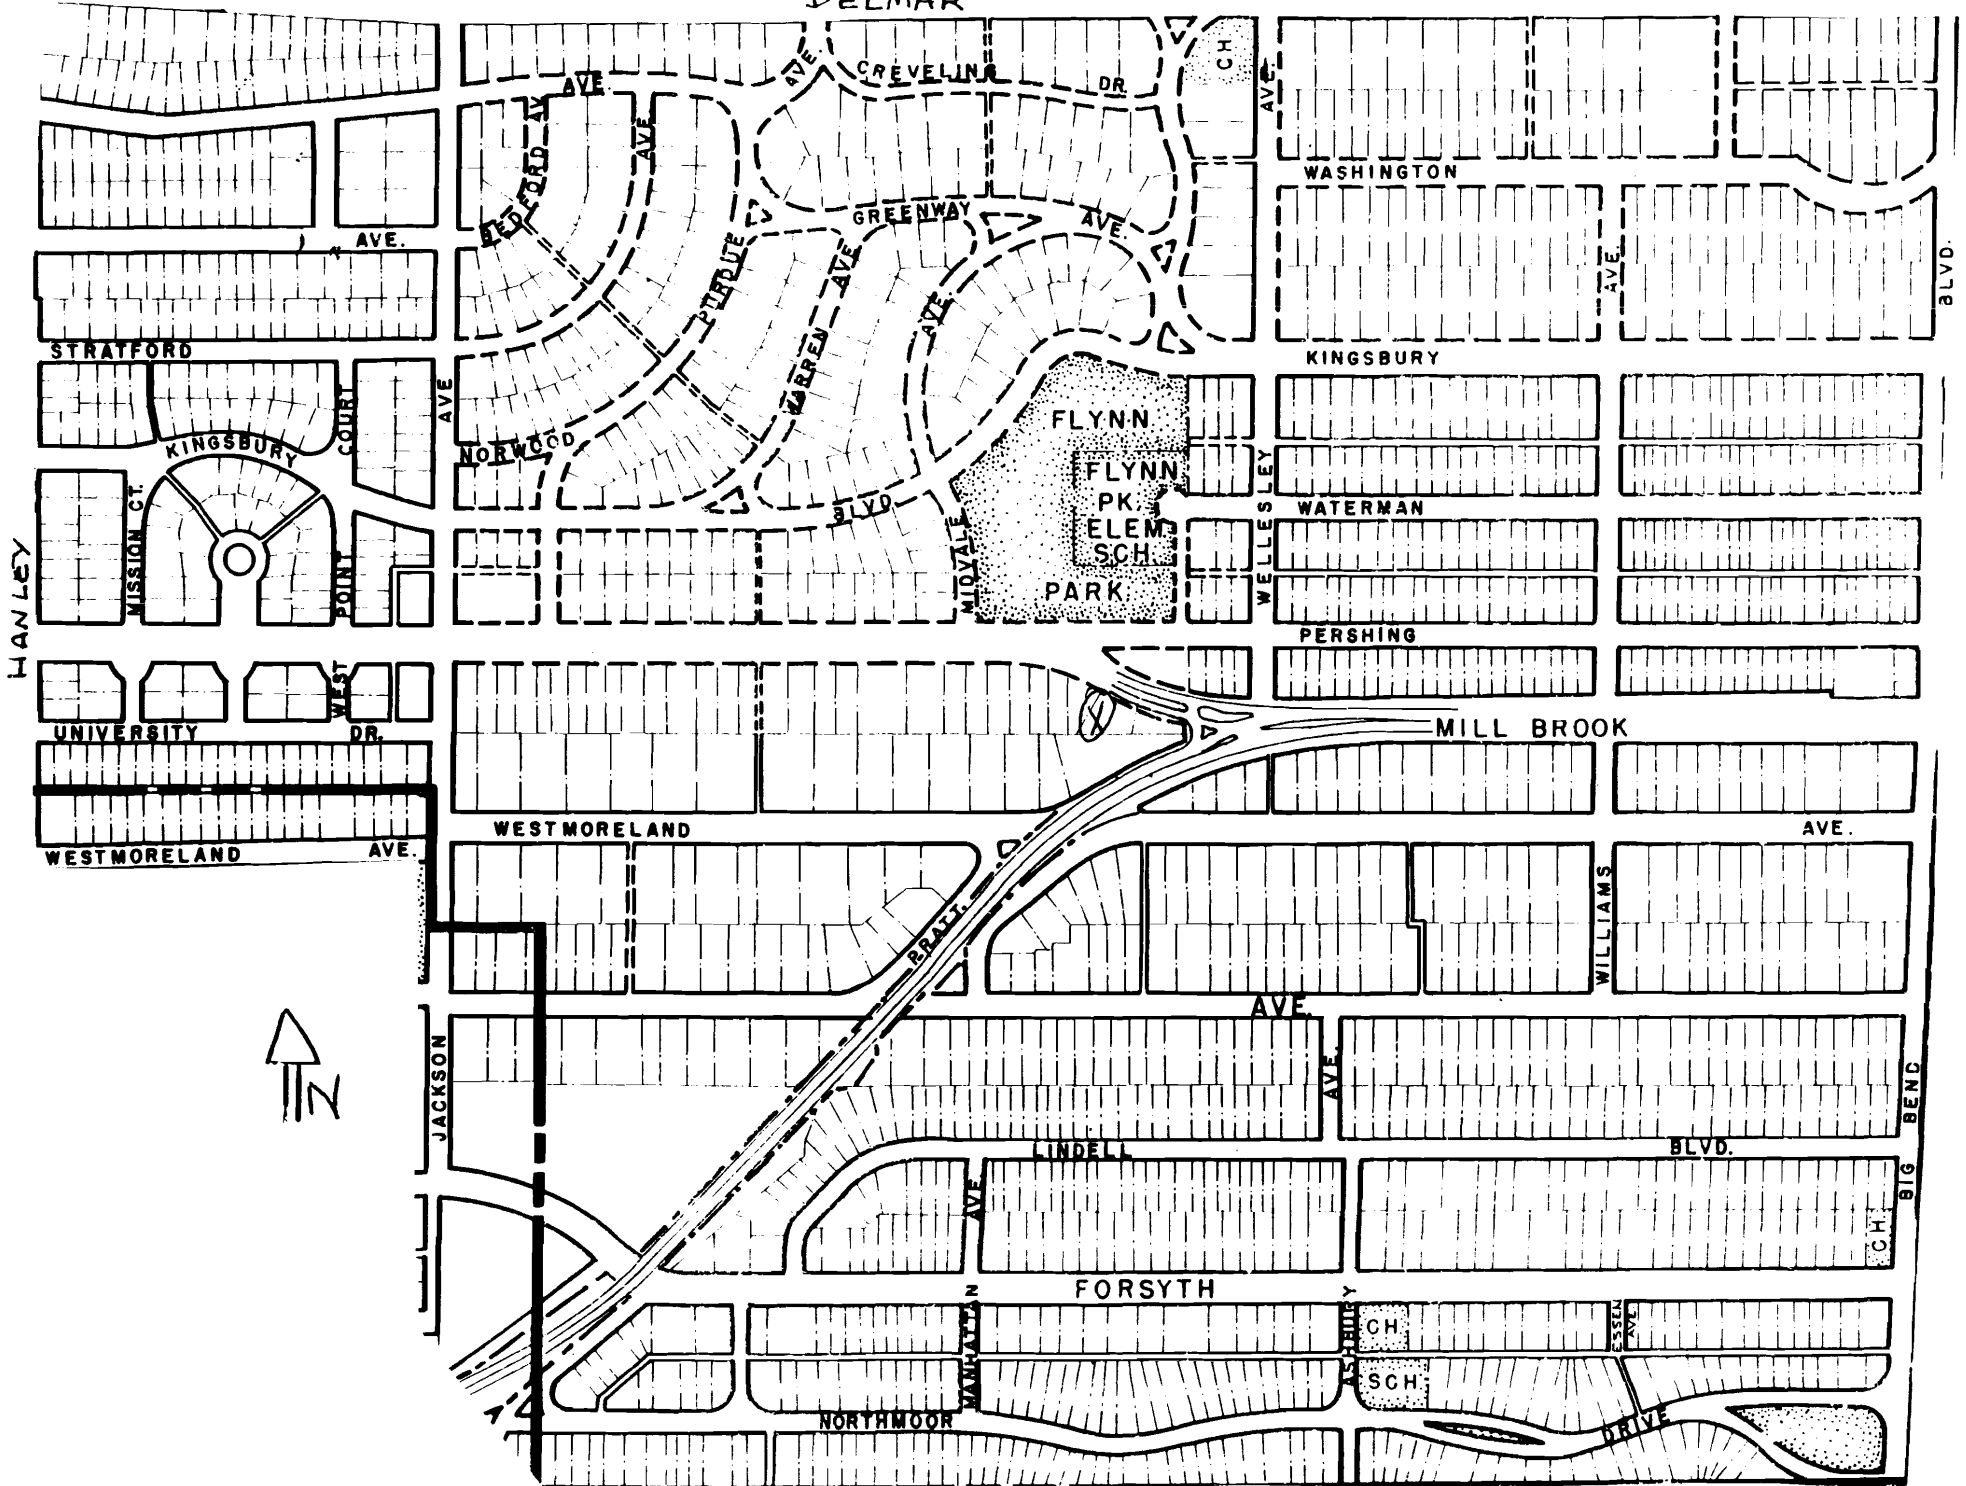 DELMAR
CREVELING
DR.
AVE.
AVE.
CH
AVE.
BEDFORD AV
AVE
WASHINGTON
GREENWAY
AVE.
AVE.
PURDUE
AVE
WARREN
AVE.
AVE.
BLVD.
STRATFORD
KINGSBURY
COURT
AVE
KINGSBURY
NORWOOD
FLYNN
FLYNN
PK.
ELEM
SCH.
PARK
MISSION CT.
POINT
WEST
BLVD
MIDVALE
WELLESLEY
WATERMAN
HANLEY
PERSHING
UNIVERSITY
DR.
X
MILL BROOK
WESTMORELAND
AVE.
WESTMORELAND
AVE.
PRATT
WILLIAMS
AVE.
N
JACKSON
AVE.
LINDELL
BLVD.
BIG BEND
AVE
CH
FORSYTH
MANHATTAN
ASHBURY
CH
ESSEX
AVE
SCH
NORTHMOOR
DRIVE